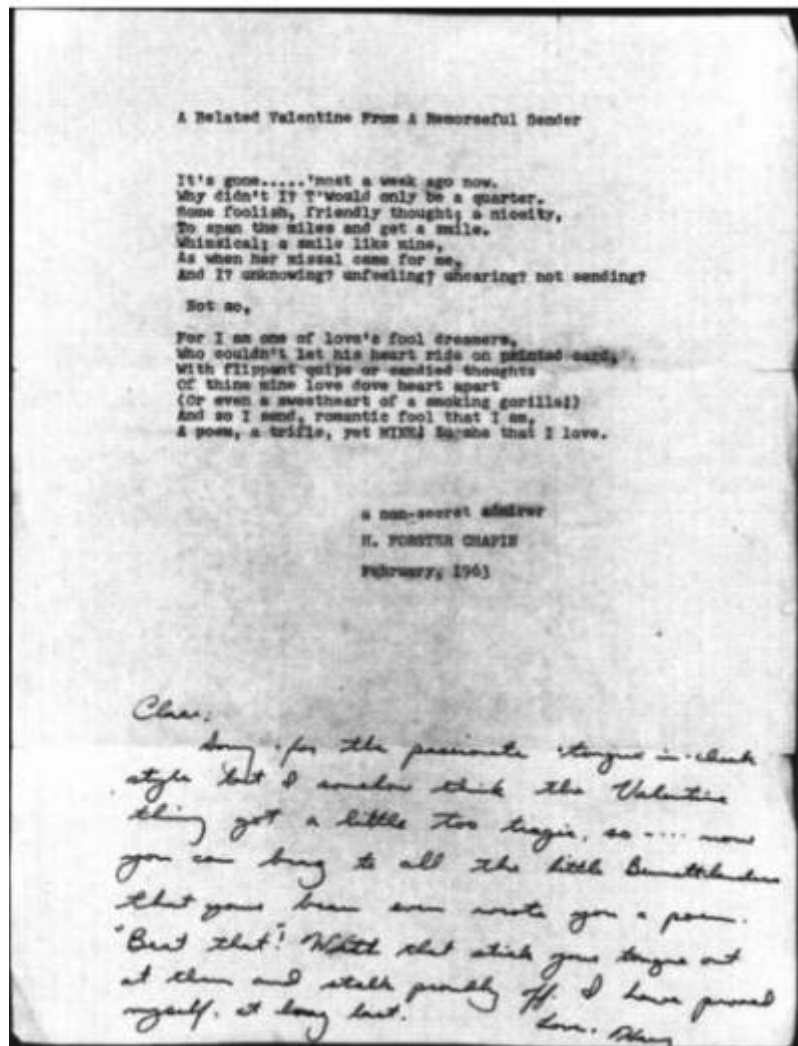 A Belated Valentine From A Remorseful Sender
It's gone.....'most a week ago now.
Why didn't I? T'would only be a quarter.
Some foolish, friendly thought; a nicety,
To span the miles and get a smile.
Whimsical; a smile like mine,
As when her missal came for me,
And I? unknowing? unfeeling? uncaring? not sending?
Not so,
For I am one of love's fool dreamers,
Who couldn't let his heart ride on printed card,
With flippant quips or candied thoughts
Of thine mine love dove heart apart
(Or even a sweetheart of a smoking gorilla!)
And so I send, romantic fool that I am,
A poem, a trifle, yet MINE! So she that I love.
a non-secret admirer
H. FORSTER CHAPIN
February, 1963
Clare,
Sorry for the passionate tongue in cheek
style but I somehow think the Valentine
thing got a little too tragic, so .... now
you can brag to all the little
that your beau even wrote you a poem.
"Beat that"! With that stick your tongue out
at them and stalk proudly off. I have proved
myself, at long last.
Love, Harry